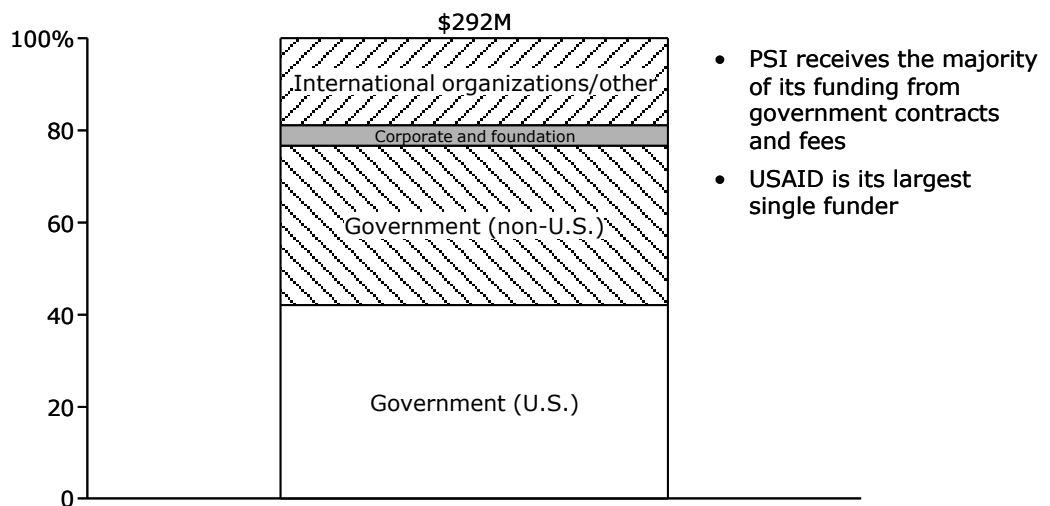 $292M
100%
80
60
40
20
0
International organizations/other
Corporate and foundation
Government (non-U.S.)
Government (U.S.)
• PSI receives the majority
of its funding from
government contracts
and fees
• USAID is its largest
single funder